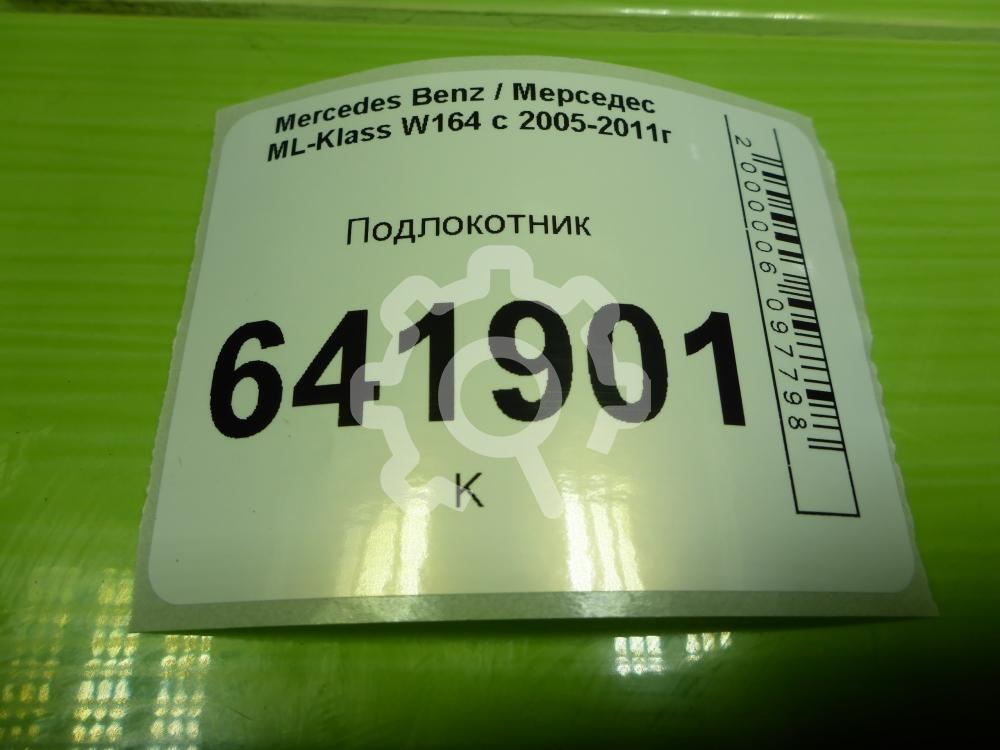 Mercedes Benz / Мерседес
ML-Klass W164 с 2005-2011г
Подлокотник
641901
К
2000006097798